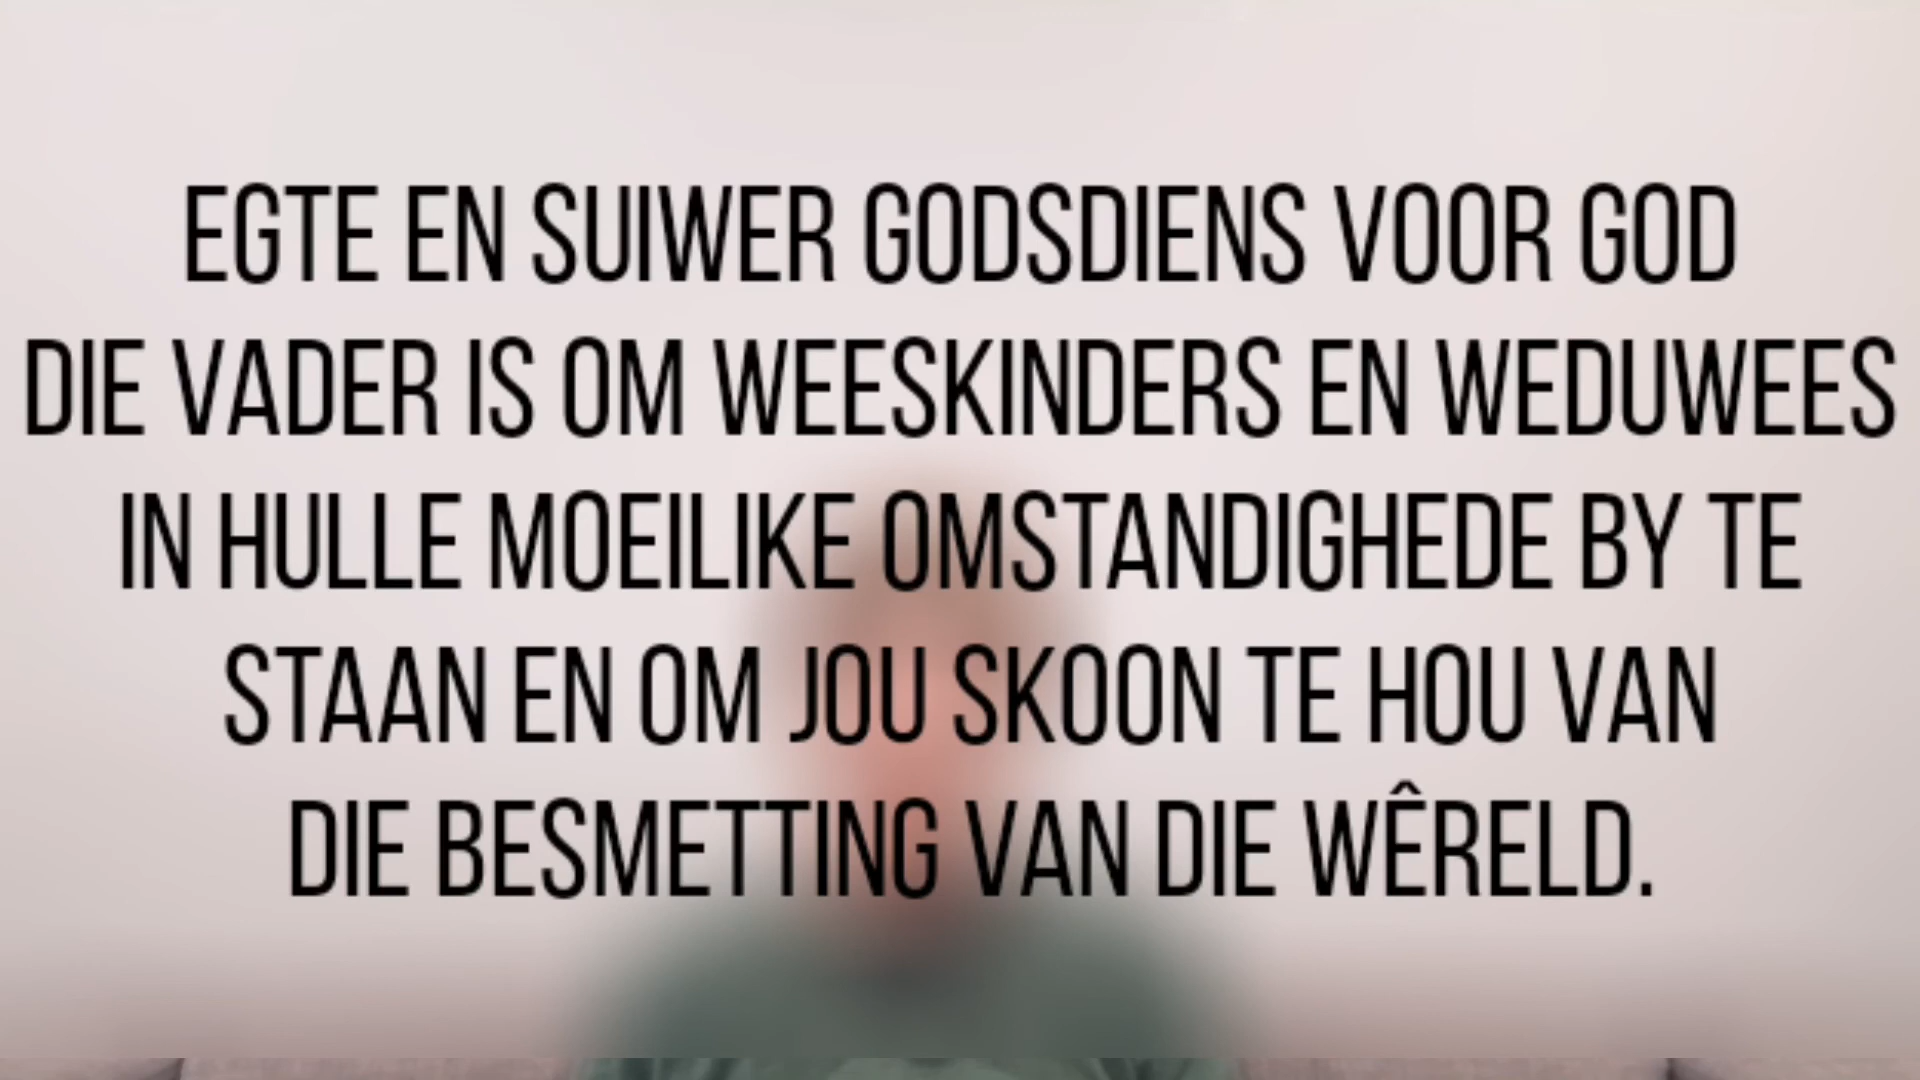 EGTE EN SUIWER GODSDIENS VOOR GOD
DIE VADER IS OM WEESKINDERS EN WEDUWEES
IN HULLE MOEILIKE OMSTANDIGHEDE BY TE
STAAN EN OM JOU SKOON TE HOU VAN
DIE BESMETTING VAN DIE WÊRELD.